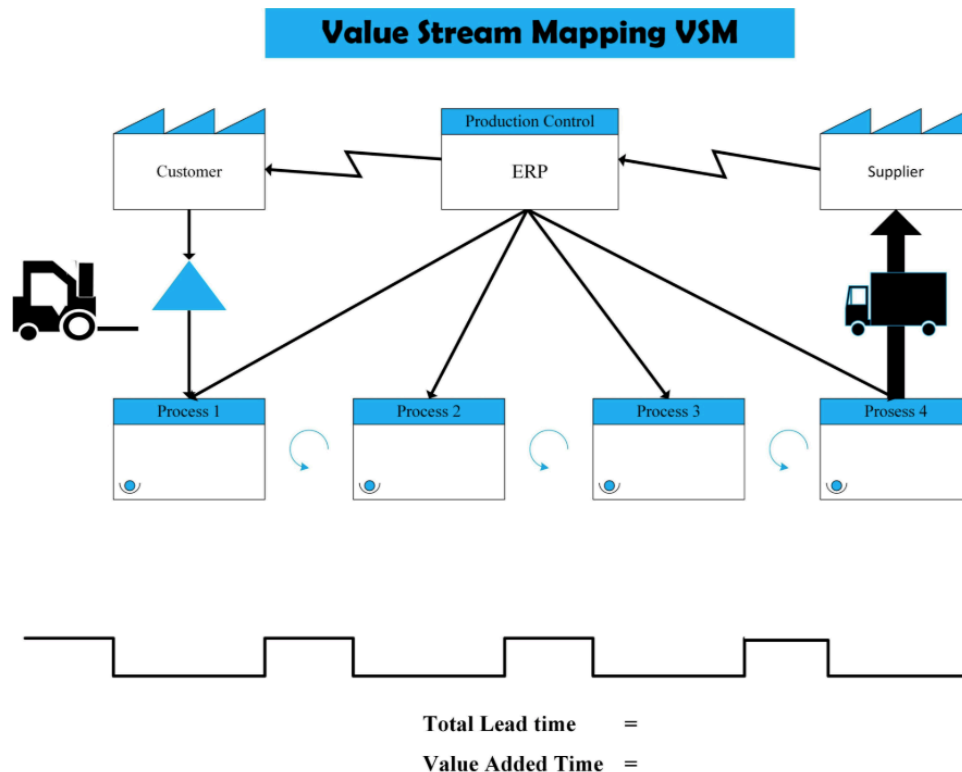 Value Stream Mapping VSM
Customer
Production Control
ERP
Supplier
Process 1
Process 2
Process 3
Prosess 4
Total Lead time =
Value Added Time =